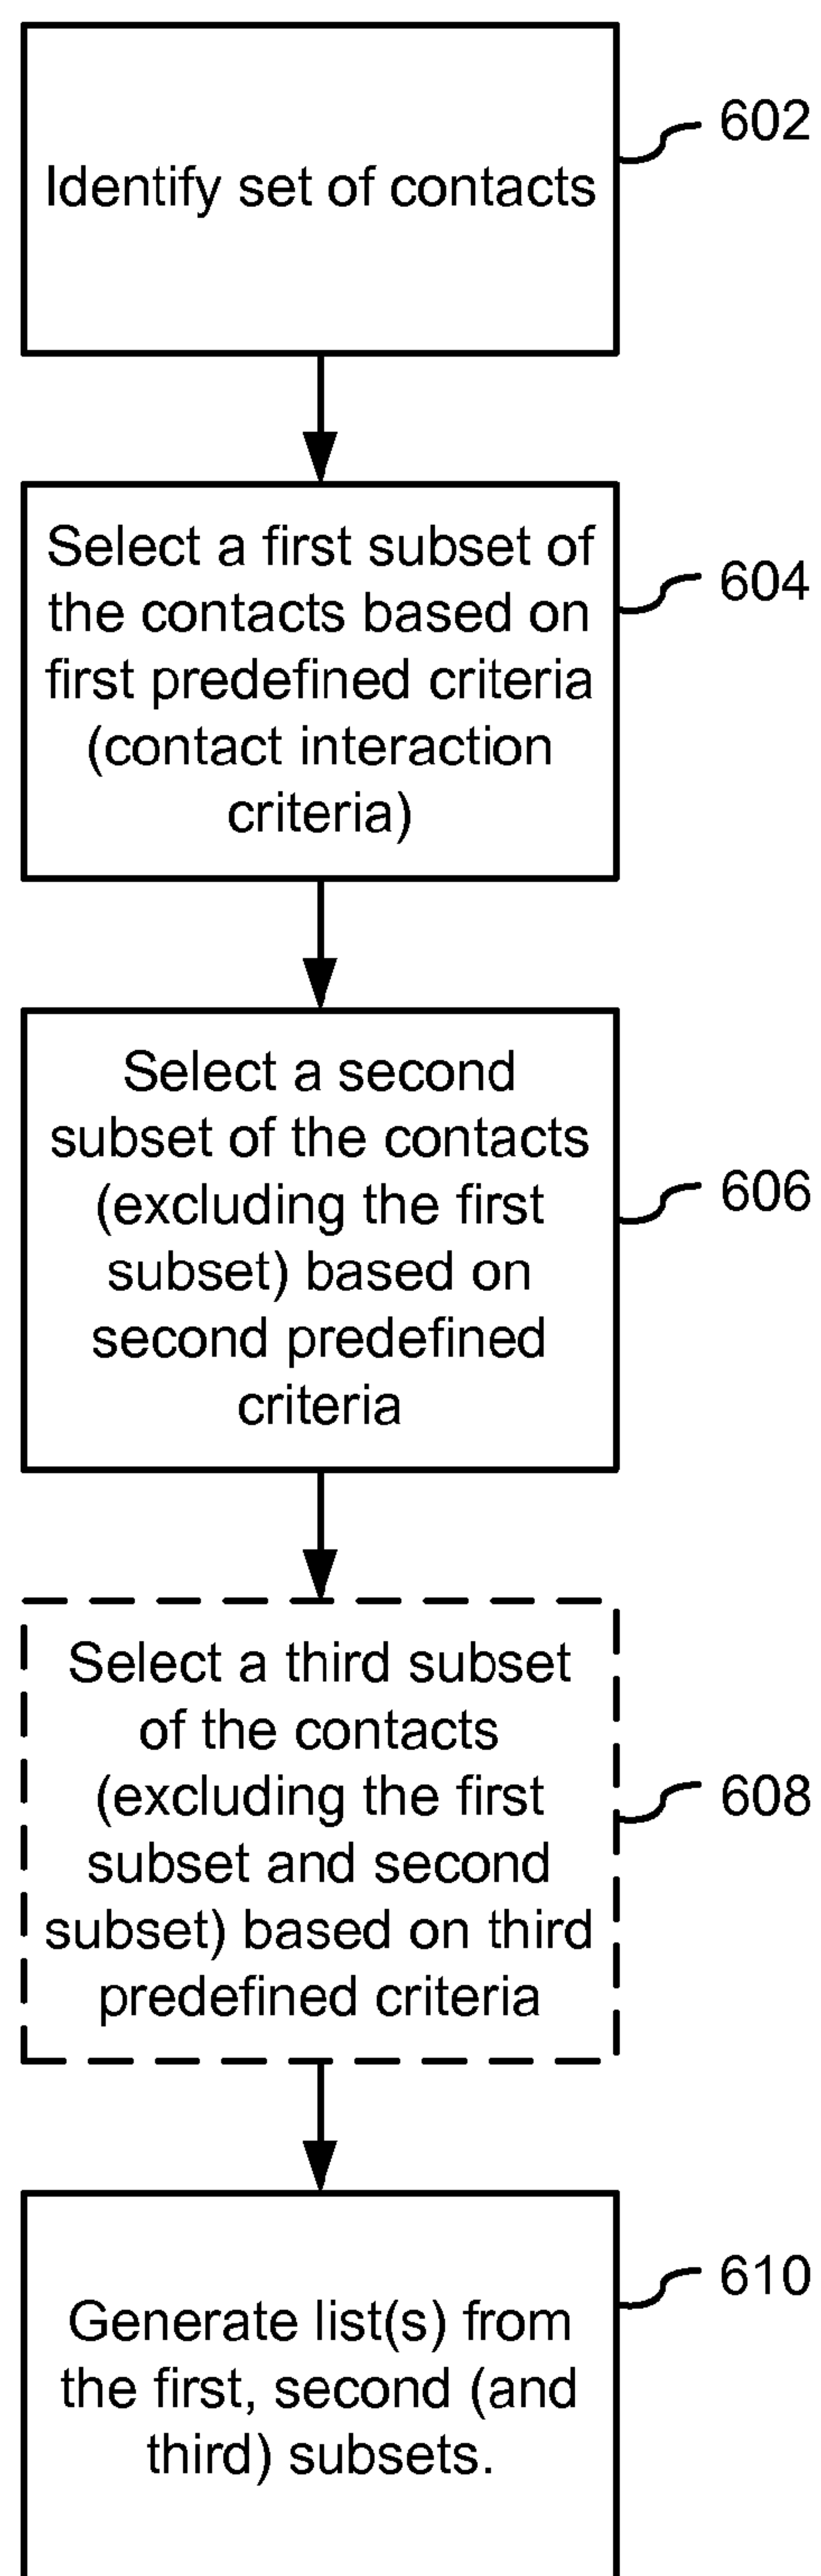 Identify set of contacts
602
Select a first subset of
the contacts based on
first predefined criteria
(contact interaction
criteria)
604
Select a second
subset of the contacts
(excluding the first
subset) based on
second predefined
criteria
606
Select a third subset
of the contacts
(excluding the first
subset and second
subset) based on third
predefined criteria
608
Generate list(s) from
the first, second (and
third) subsets.
610